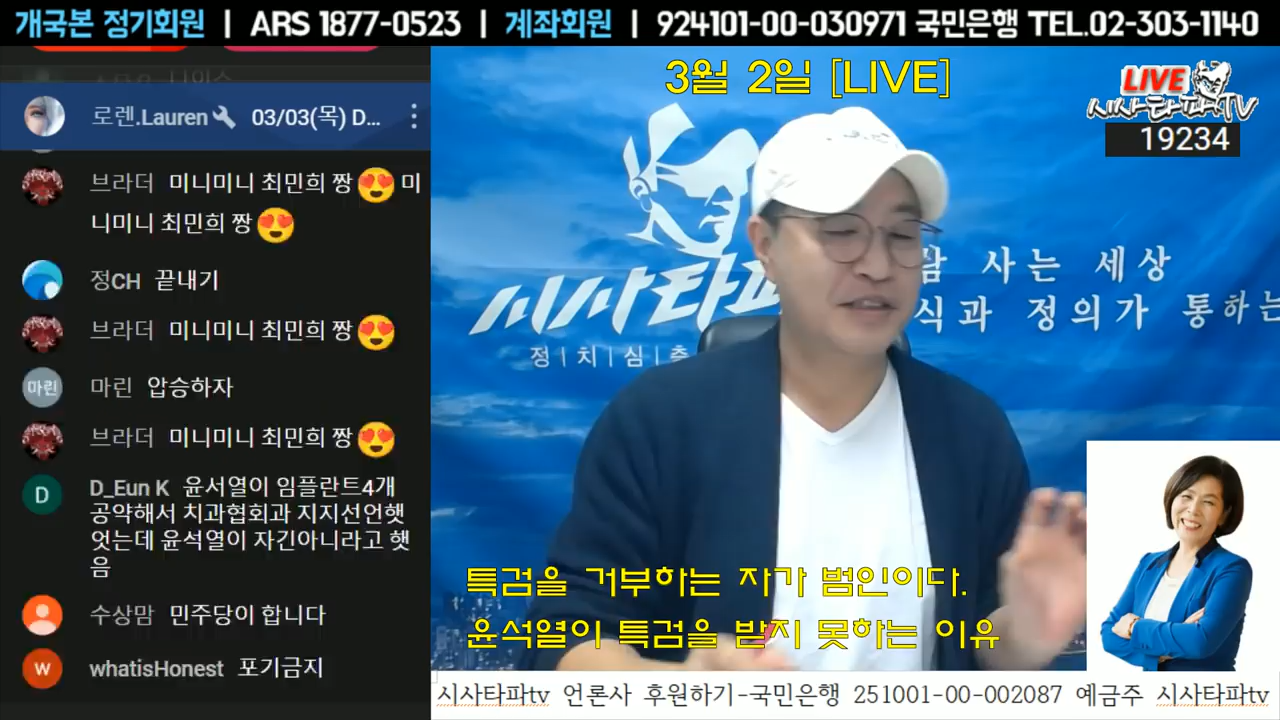 개국본 정기회원 | ARS 1877-0523 | 계좌회원 | 924101-00-030971 국민은행 TEL.02-303-1140
로렌.Lauren 03/03(목) D...
브라더 미니미니 최민희 짱😍 미
니미니 최민희 짱😍
정CH 끝내기
브라더 미니미니 최민희 짱😍
마린 마린 압승하자
브라더 미니미니 최민희 짱😍
D D_Eun K 윤서열이 임플란트4개
공약해서 치과협회과 지지선언햇
엇는데 윤석열이 자긴아니라고 햇
음
수상맘 민주당이 합니다
W whatisHonest 포기금지
3월 2일 [LIVE]
LIVE
시사타파TV
19234
시사타파
정|치|심|층
람 사는 세상
식과 정의가 통하는
특검을 거부하는 자가 범인이다.
윤석열이 특검을 받지 못하는 이유
시사타파tv 언론사 후원하기-국민은행 251001-00-002087 예금주 시사타파tv